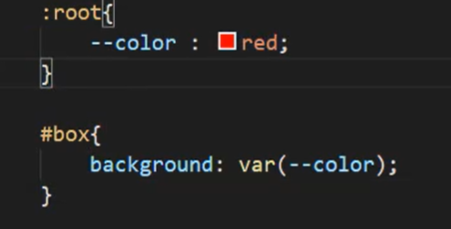 :root{
--color : red;
}
#box{
background: var(--color);
}